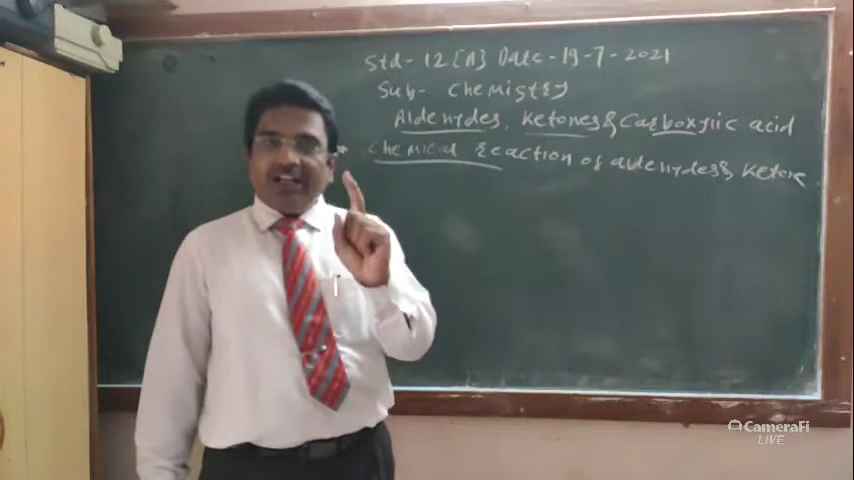 Std- 12 [A] Date - 19-7-2021
Sub- Chemistry
Aldehydes, Ketones & Carboxylic acid
* Chemical reaction of aldehydes & Ketone
CameraFi
LIVE